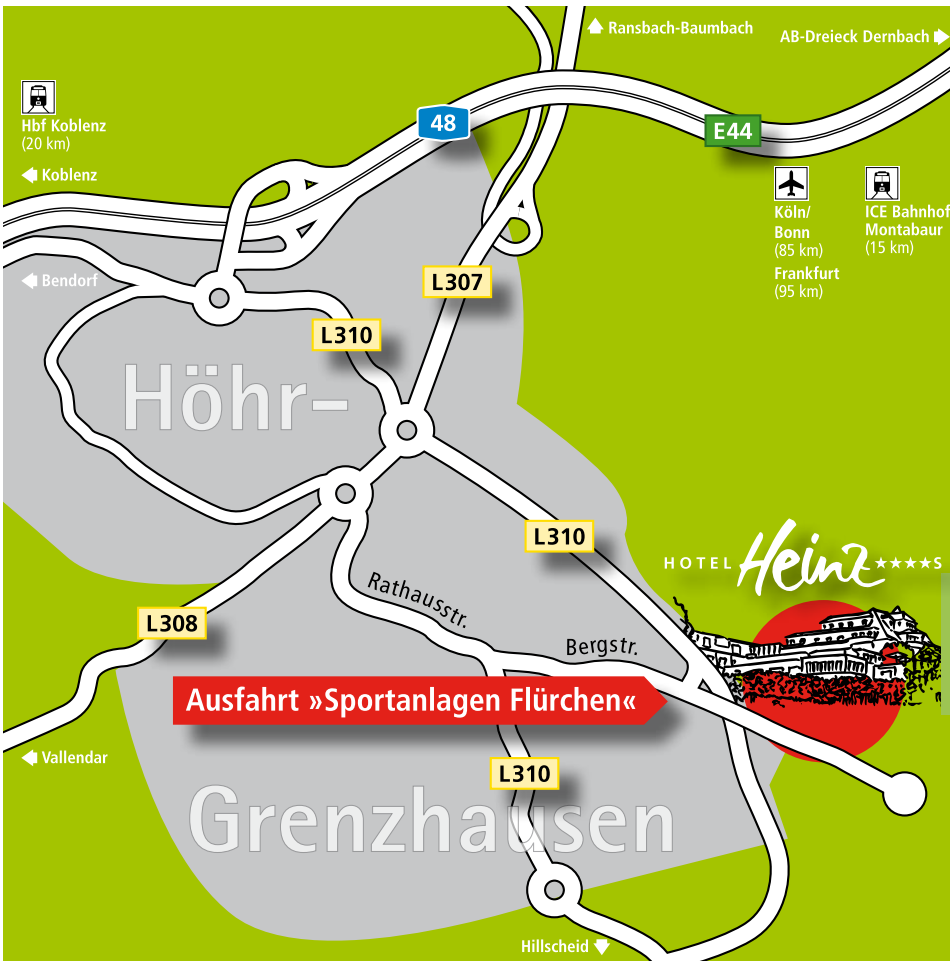 Ransbach-Baumbach
AB-Dreieck Dernbach
Hbf Koblenz
(20 km)
48
E44
Koblenz
Köln/
Bonn
(85 km)
Frankfurt
(95 km)
ICE Bahnhof
Montabaur
(15 km)
Bendorf
L307
L310
Höhr-
L310
HOTEL Heinz ★★★★S
Rathausstr.
L308
Bergstr.
Ausfahrt »Sportanlagen Flürchen«
Vallendar
L310
Grenzhausen
Hillscheid